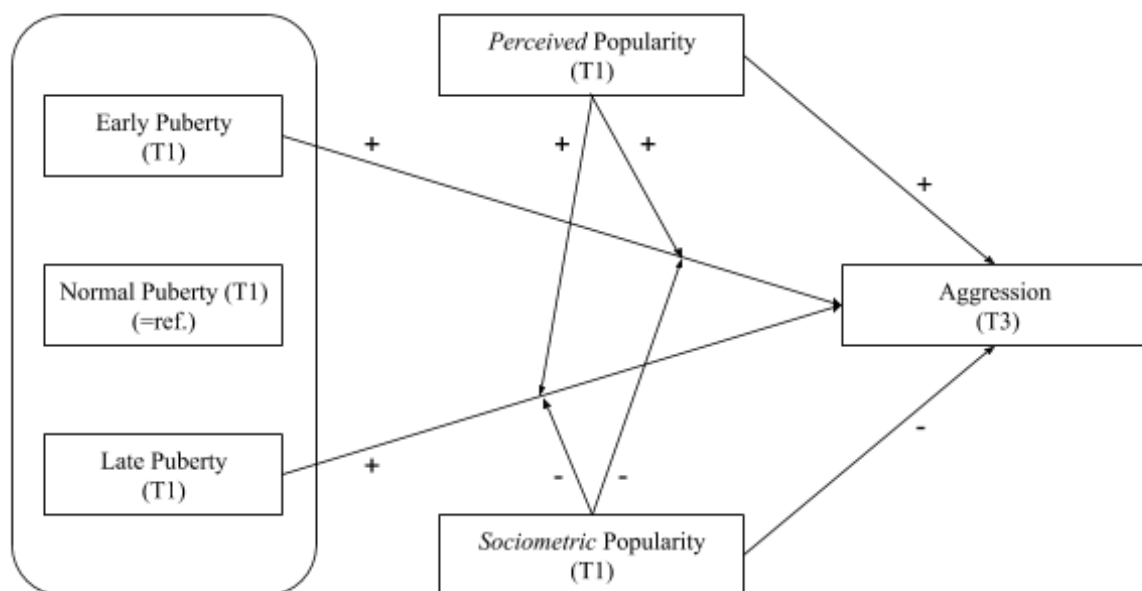 Perceived Popularity
(T1)
Early Puberty
(T1)
+
+
+
+
Normal Puberty (T1)
(=ref.)
Aggression
(T3)
Late Puberty
(T1)
+
-
-
-
Sociometric Popularity
(T1)